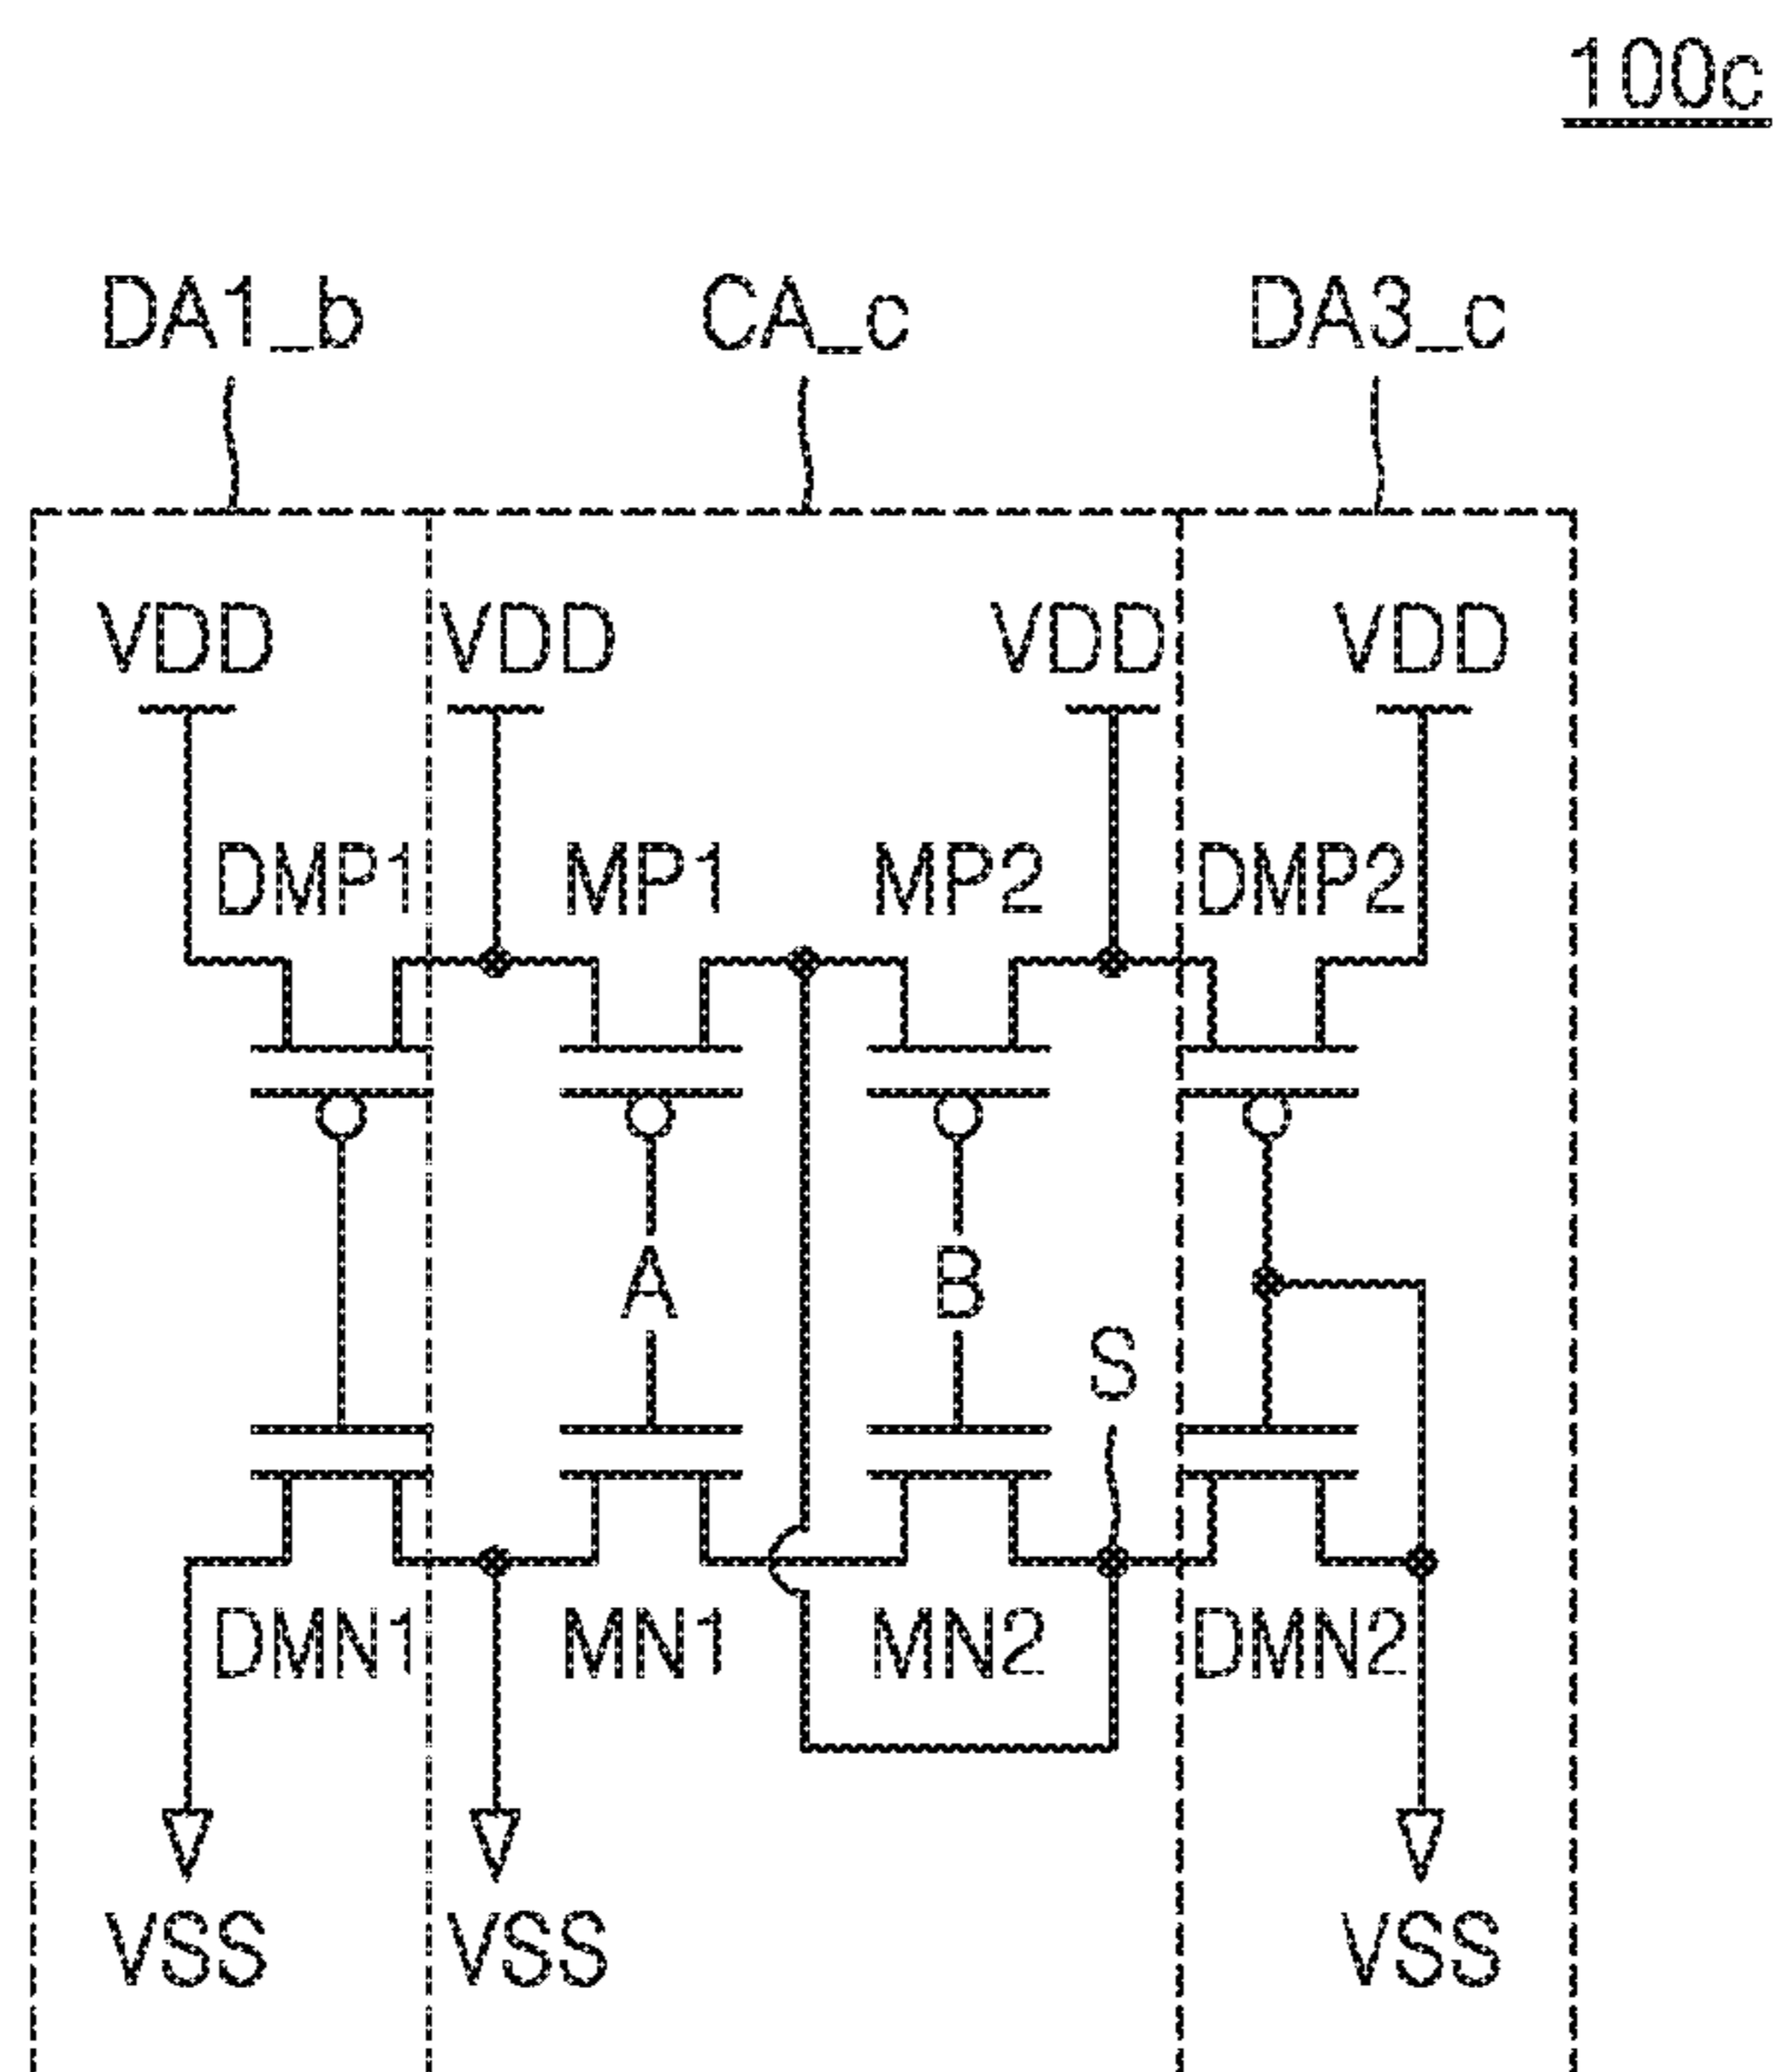 100c
DA1_b CA_c DA3_c
VDD VDD VDD VDD
DMP1 MP1 MP2 DMP2
A B
S
DMN1 MN1 MN2 DMN2
VSS VSS VSS